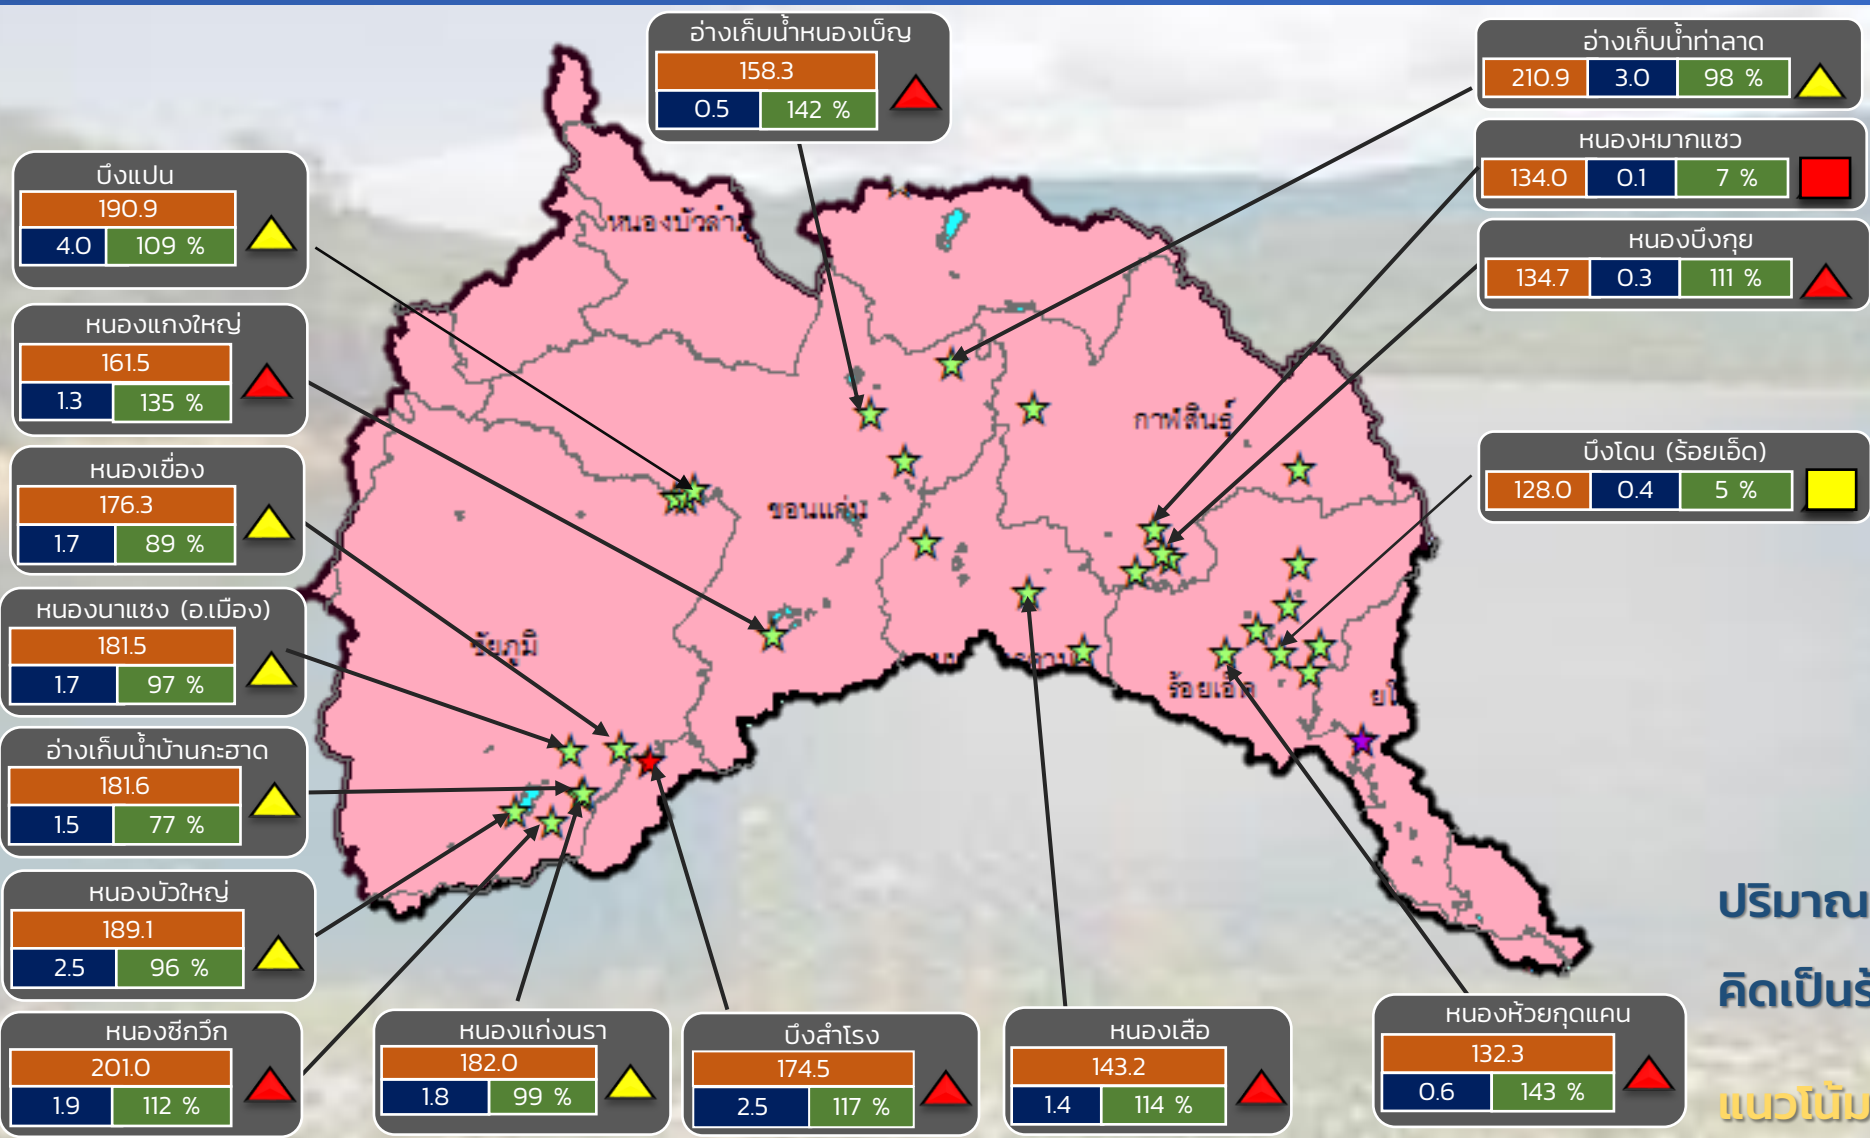 อ่างเก็บน้ำหนองเบ็ญ
158.3
0.5 142 %
อ่างเก็บน้ำท่าลาด
210.9 3.0 98 %
หนองหมากแซว
134.0 0.1 7 %
หนองบึงกุย
134.7 0.3 111 %
บึงโดน (ร้อยเอ็ด)
128.0 0.4 5 %
บึงแปน
190.9
4.0 109 %
หนองแกงใหญ่
161.5
1.3 135 %
หนองเขื่อง
176.3
1.7 89 %
หนองนาแซง (อ.เมือง)
181.5
1.7 97 %
อ่างเก็บน้ำบ้านกะฮาด
181.6
1.5 77 %
หนองบัวใหญ่
189.1
2.5 96 %
หนองซีกวึก
201.0
1.9 112 %
หนองแก่งนรา
182.0
1.8 99 %
บึงสำโรง
174.5
2.5 117 %
หนองเสือ
143.2
1.4 114 %
หนองห้วยกุดแคน
132.3
0.6 143 %
หนองบัวลำภู
กาฬสินธุ์
ขอนแก่น
ชัยภูมิ
ร้อยเอ็ด
ปริมาณ
คิดเป็นร้
แนวโน้ม